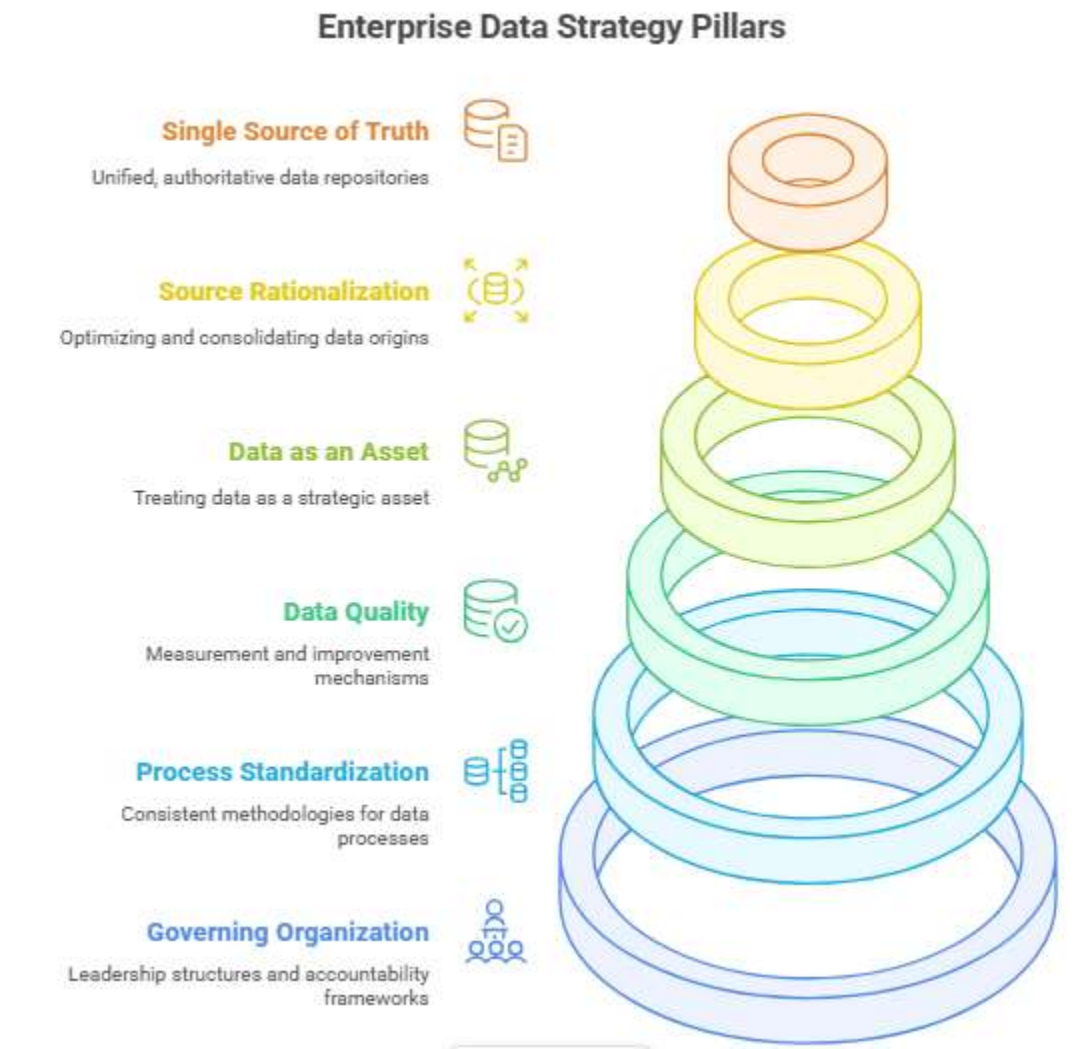 Enterprise Data Strategy Pillars
Single Source of Truth
Unified, authoritative data repositories
Source Rationalization
Optimizing and consolidating data origins
Data as an Asset
Treating data as a strategic asset
Data Quality
Measurement and improvement
mechanisms
Process Standardization
Consistent methodologies for data
processes
Governing Organization
Leadership structures and accountability
frameworks